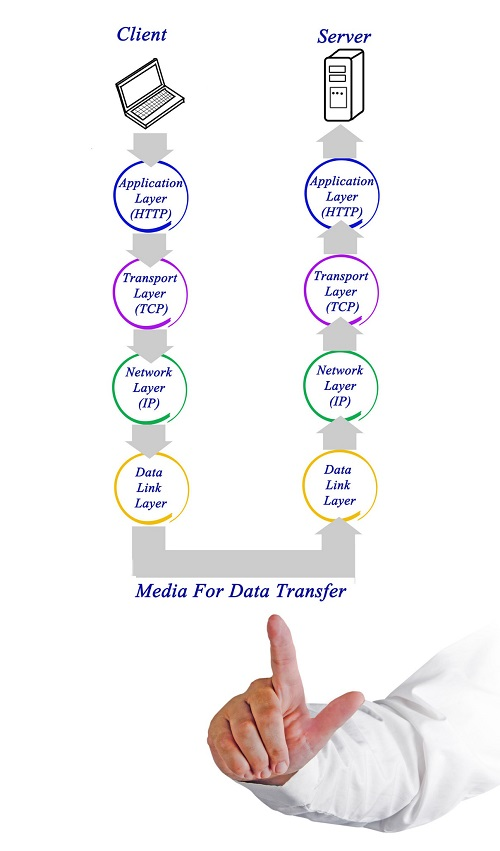 Client
Server
Application
Layer
(HTTP)
Application
Layer
(HTTP)
Transport
Layer
(TCP)
Transport
Layer
(TCP)
Network
Layer
(IP)
Network
Layer
(IP)
Data
Link
Layer
Data
Link
Layer
Media For Data Transfer